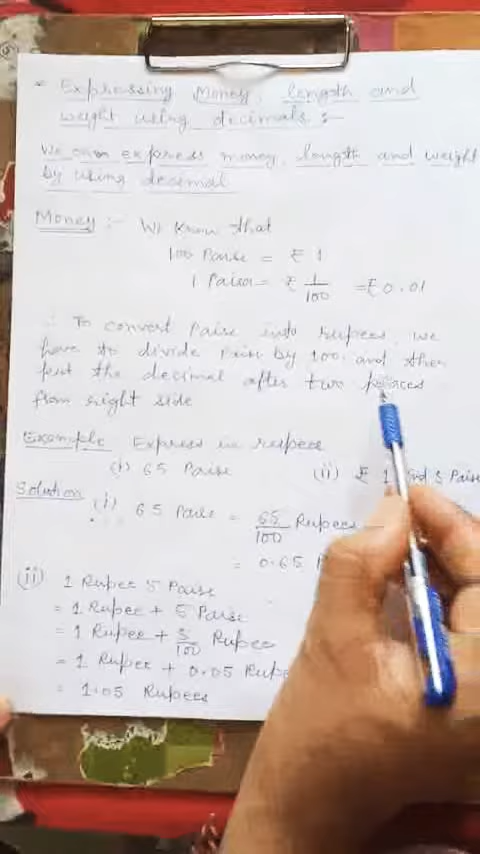 Expressing Money, length and
weight using decimals :-
We can express money, length and weight
by using decimal
Money :- We know that
100 Paise = ₹ 1
1 Paisa = ₹ 1/100 = ₹ 0.01
∴ To convert Paise into rupees, we
have to divide Paise by 100. and then
put the decimal after two places
from right side
Example Express in rupees
(i) 65 Paise (ii) ₹ 1 and 5 Paise
Solution (i) 65 Paise = 65/100 Rupees
= 0.65
(ii) 1 Rupee 5 Paise
= 1 Rupee + 5 Paise
= 1 Rupee + 5/100 Rupee
= 1 Rupee + 0.05 Rupe
= 1.05 Rupees